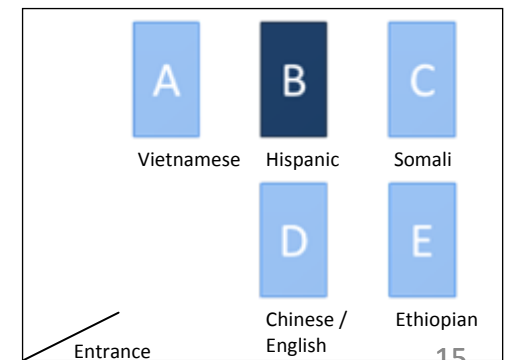 A B C
Vietnamese Hispanic Somali
D E
Chinese / Ethiopian
English
Entrance
15